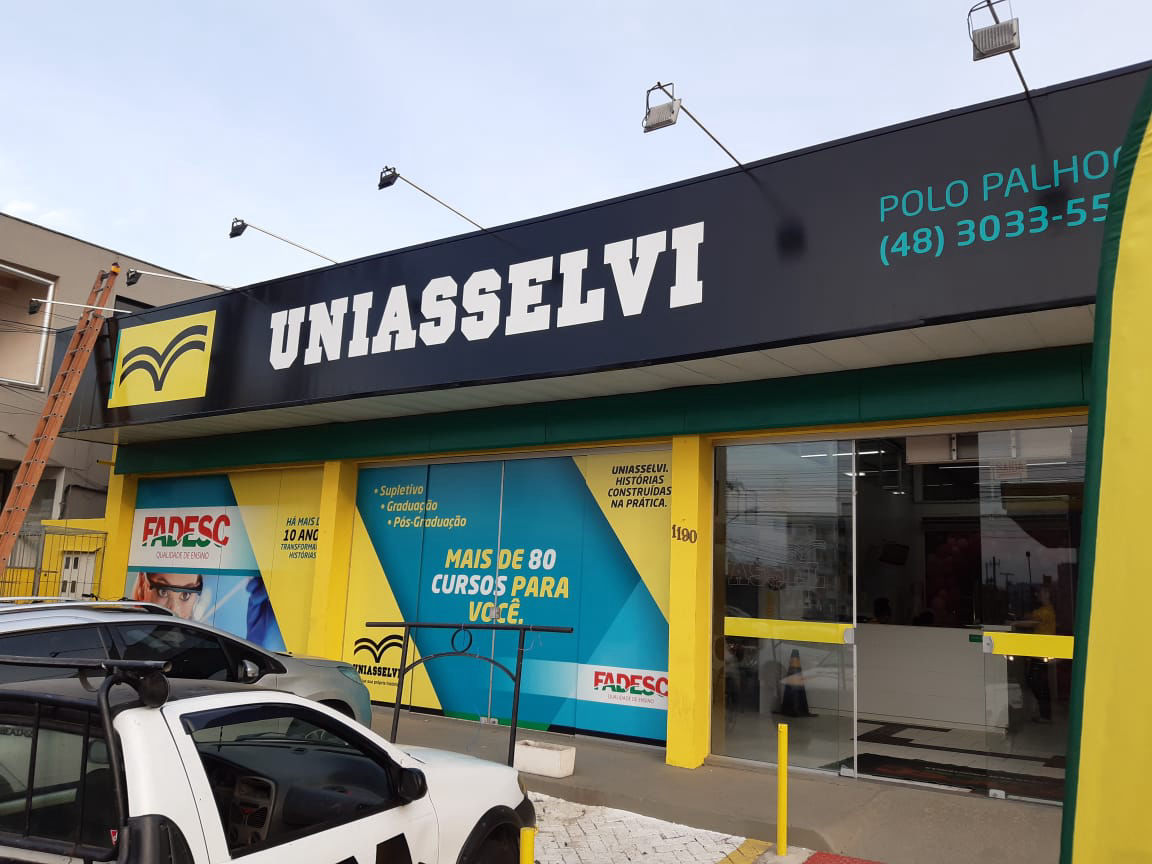 UNIASSELVI
POLO PALHOÇ
(48) 3033-55
FADESC
QUALIDADE DE ENSINO
HÁ MAIS D
10 ANO
TRANSFORMA
HISTÓRIAS
• Supletivo
• Graduação
• Pós-Graduação
MAIS DE 80
CURSOS PARA
VOCÊ.
UNIASSELVI.
HISTÓRIAS
CONSTRUÍDAS
NA PRÁTICA.
1190
UNIASSELVI
FADESC
QUALIDADE DE ENSINO